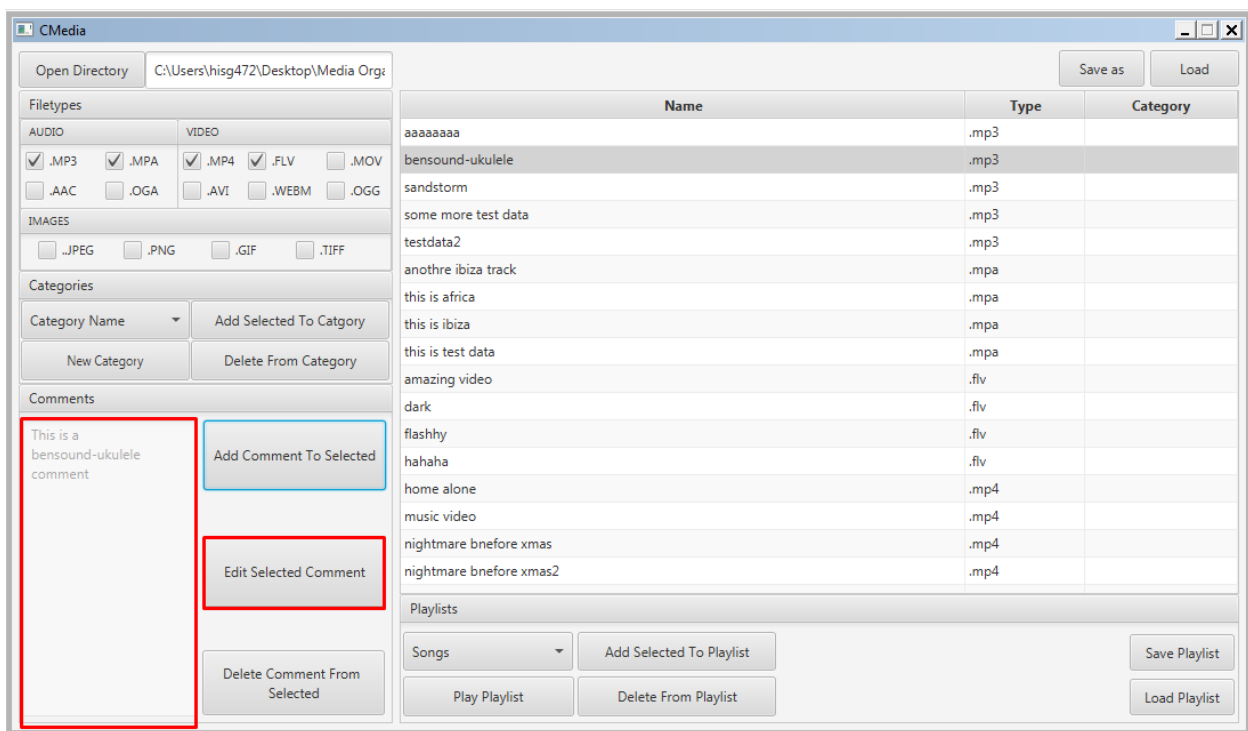 CMedia
Open Directory C:\Users\hisg472\Desktop\Media Orga Save as Load
Filetypes
AUDIO VIDEO
.MP3 .MPA .MP4 .FLV .MOV
.AAC .OGA .AVI .WEBM .OGG
IMAGES
..JPEG .PNG .GIF .TIFF
Categories
Category Name Add Selected To Catgory
New Category Delete From Category
Comments
This is a
bensound-ukulele
comment
Add Comment To Selected
Edit Selected Comment
Delete Comment From
Selected
Name Type Category
aaaaaaaa .mp3
bensound-ukulele .mp3
sandstorm .mp3
some more test data .mp3
testdata2 .mp3
anothre ibiza track .mpa
this is africa .mpa
this is ibiza .mpa
this is test data .mpa
amazing video .flv
dark .flv
flashhy .flv
hahaha .flv
home alone .mp4
music video .mp4
nightmare bnefore xmas .mp4
nightmare bnefore xmas2 .mp4
Playlists
Songs Add Selected To Playlist Save Playlist
Play Playlist Delete From Playlist Load Playlist